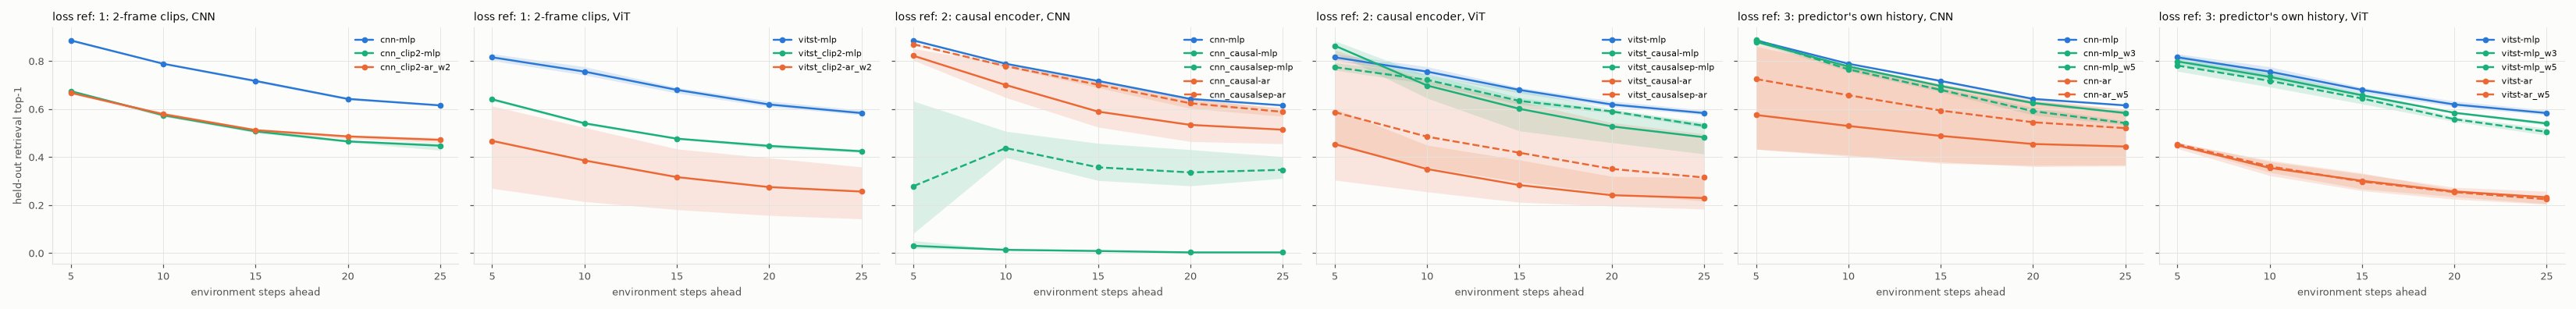 loss ref: 1: 2-frame clips, CNN
cnn-mlp
cnn_clip2-mlp
cnn_clip2-ar_w2
held-out retrieval top-1
0.8
0.6
0.4
0.2
0.0
5 10 15 20 25
environment steps ahead
loss ref: 1: 2-frame clips, ViT
vitst-mlp
vitst_clip2-mlp
vitst_clip2-ar_w2
5 10 15 20 25
environment steps ahead
loss ref: 2: causal encoder, CNN
cnn-mlp
cnn_causal-mlp
cnn_causalsep-mlp
cnn_causal-ar
cnn_causalsep-ar
5 10 15 20 25
environment steps ahead
loss ref: 2: causal encoder, ViT
vitst-mlp
vitst_causal-mlp
vitst_causalsep-mlp
vitst_causal-ar
vitst_causalsep-ar
5 10 15 20 25
environment steps ahead
loss ref: 3: predictor's own history, CNN
cnn-mlp
cnn-mlp_w3
cnn-mlp_w5
cnn-ar
cnn-ar_w5
5 10 15 20 25
environment steps ahead
loss ref: 3: predictor's own history, ViT
vitst-mlp
vitst-mlp_w3
vitst-mlp_w5
vitst-ar
vitst-ar_w5
5 10 15 20 25
environment steps ahead